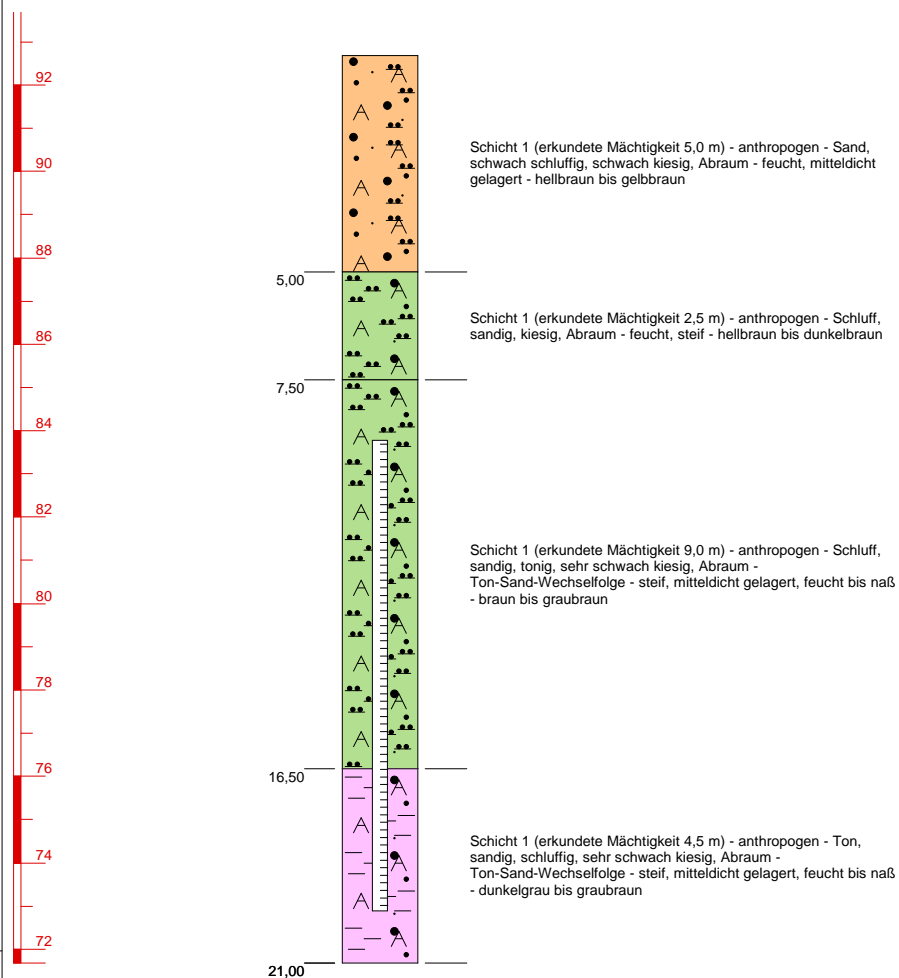 92
Schicht 1 (erkundete Mächtigkeit 5,0 m) - anthropogen - Sand,
schwach schluffig, schwach kiesig, Abraum - feucht, mitteldicht
gelagert - hellbraun bis gelbbraun
90
88
5,00
Schicht 1 (erkundete Mächtigkeit 2,5 m) - anthropogen - Schluff,
sandig, kiesig, Abraum - feucht, steif - hellbraun bis dunkelbraun
86
7,50
84
82
Schicht 1 (erkundete Mächtigkeit 9,0 m) - anthropogen - Schluff,
sandig, tonig, sehr schwach kiesig, Abraum -
Ton-Sand-Wechselfolge - steif, mitteldicht gelagert, feucht bis naß
- braun bis graubraun
80
78
76
16,50
Schicht 1 (erkundete Mächtigkeit 4,5 m) - anthropogen - Ton,
sandig, schluffig, sehr schwach kiesig, Abraum -
Ton-Sand-Wechselfolge - steif, mitteldicht gelagert, feucht bis naß
- dunkelgrau bis graubraun
74
72
21,00